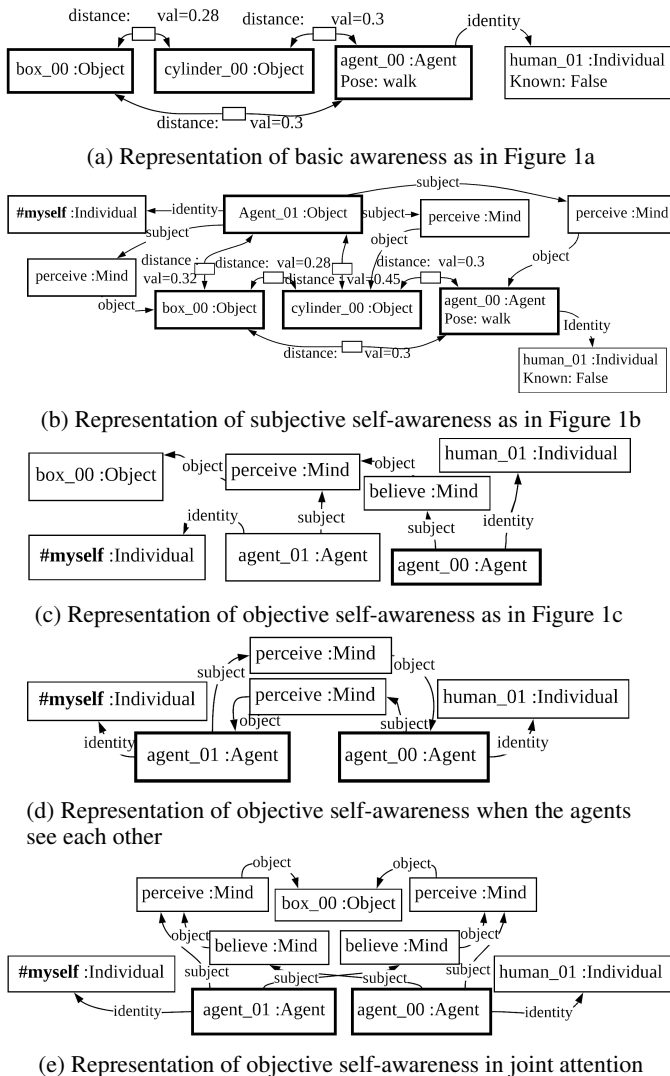 distance: val=0.28 distance: val=0.3 identity
box_00 :Object cylinder_00 :Object agent_00 :Agent human_01 :Individual
Pose: walk Known: False
distance: val=0.3
(a) Representation of basic awareness as in Figure 1a
subject
#myself :Individual identity Agent_01 :Object subject perceive :Mind perceive :Mind
subject object
perceive :Mind distance : distance: val=0.28 distance: val=0.3 object
val=0.32 distance : val=0.45
object box_00 :Object cylinder_00 :Object agent_00 :Agent
Pose: walk Identity
distance: val=0.3
human_01 :Individual
Known: False
(b) Representation of subjective self-awareness as in Figure 1b
box_00 :Object object perceive :Mind object human_01 :Individual
believe :Mind
identity subject subject identity
#myself :Individual agent_01 :Agent agent_00 :Agent
(c) Representation of objective self-awareness as in Figure 1c
perceive :Mind object
subject
#myself :Individual perceive :Mind human_01 :Individual
object subject
identity agent_01 :Agent agent_00 :Agent identity
(d) Representation of objective self-awareness when the agents
see each other
object object
perceive :Mind box_00 :Object perceive :Mind
object believe :Mind believe :Mind object
#myself :Individual subject subject subject subject human_01 :Individual
identity agent_01 :Agent agent_00 :Agent identity
(e) Representation of objective self-awareness in joint attention